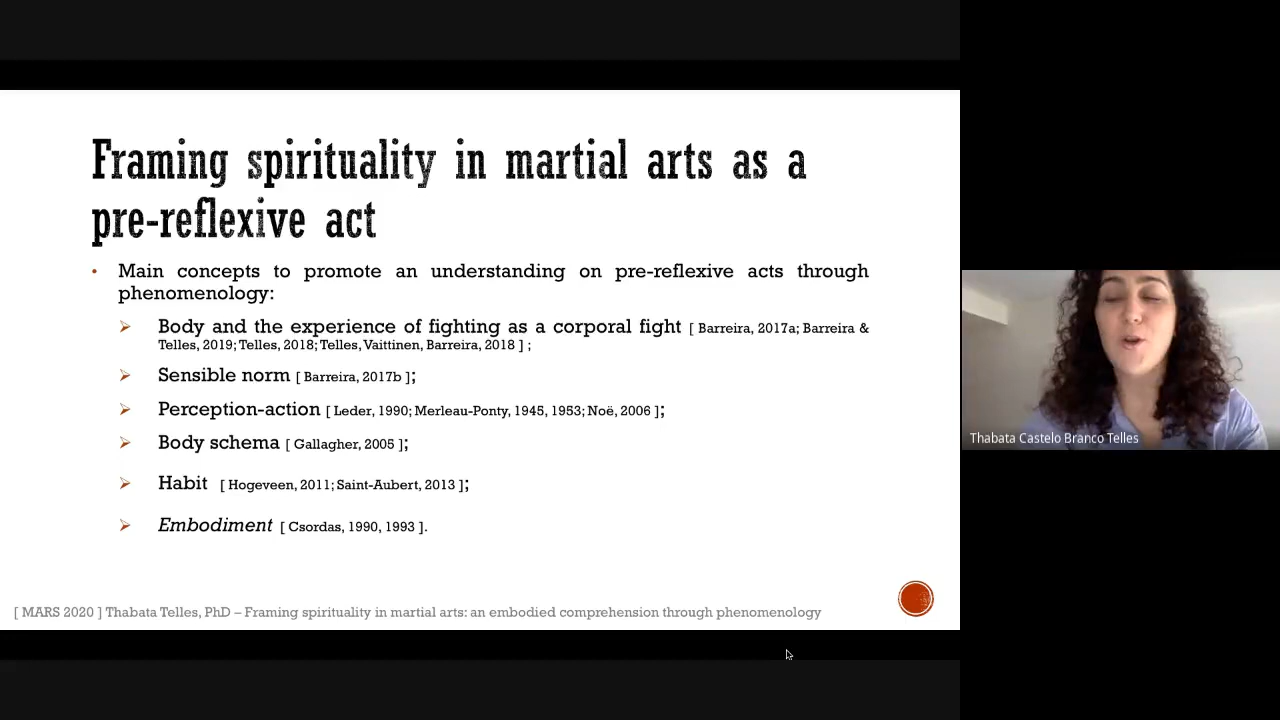 Framing spirituality in martial arts as a
pre-reflexive act
• Main concepts to promote an understanding on pre-reflexive acts through
phenomenology:
➢ Body and the experience of fighting as a corporal fight [ Barreira, 2017a; Barreira &
Telles, 2019; Telles, 2018; Telles, Vaittinen, Barreira, 2018 ] ;
➢ Sensible norm [ Barreira, 2017b ];
➢ Perception-action [ Leder, 1990; Merleau-Ponty, 1945, 1953; Noë, 2006 ];
➢ Body schema [ Gallagher, 2005 ];
➢ Habit [ Hogeveen, 2011; Saint-Aubert, 2013 ];
➢ Embodiment [ Csordas, 1990, 1993 ].
[ MARS 2020 ] Thabata Telles, PhD – Framing spirituality in martial arts: an embodied comprehension through phenomenology
Thabata Castelo Branco Telles